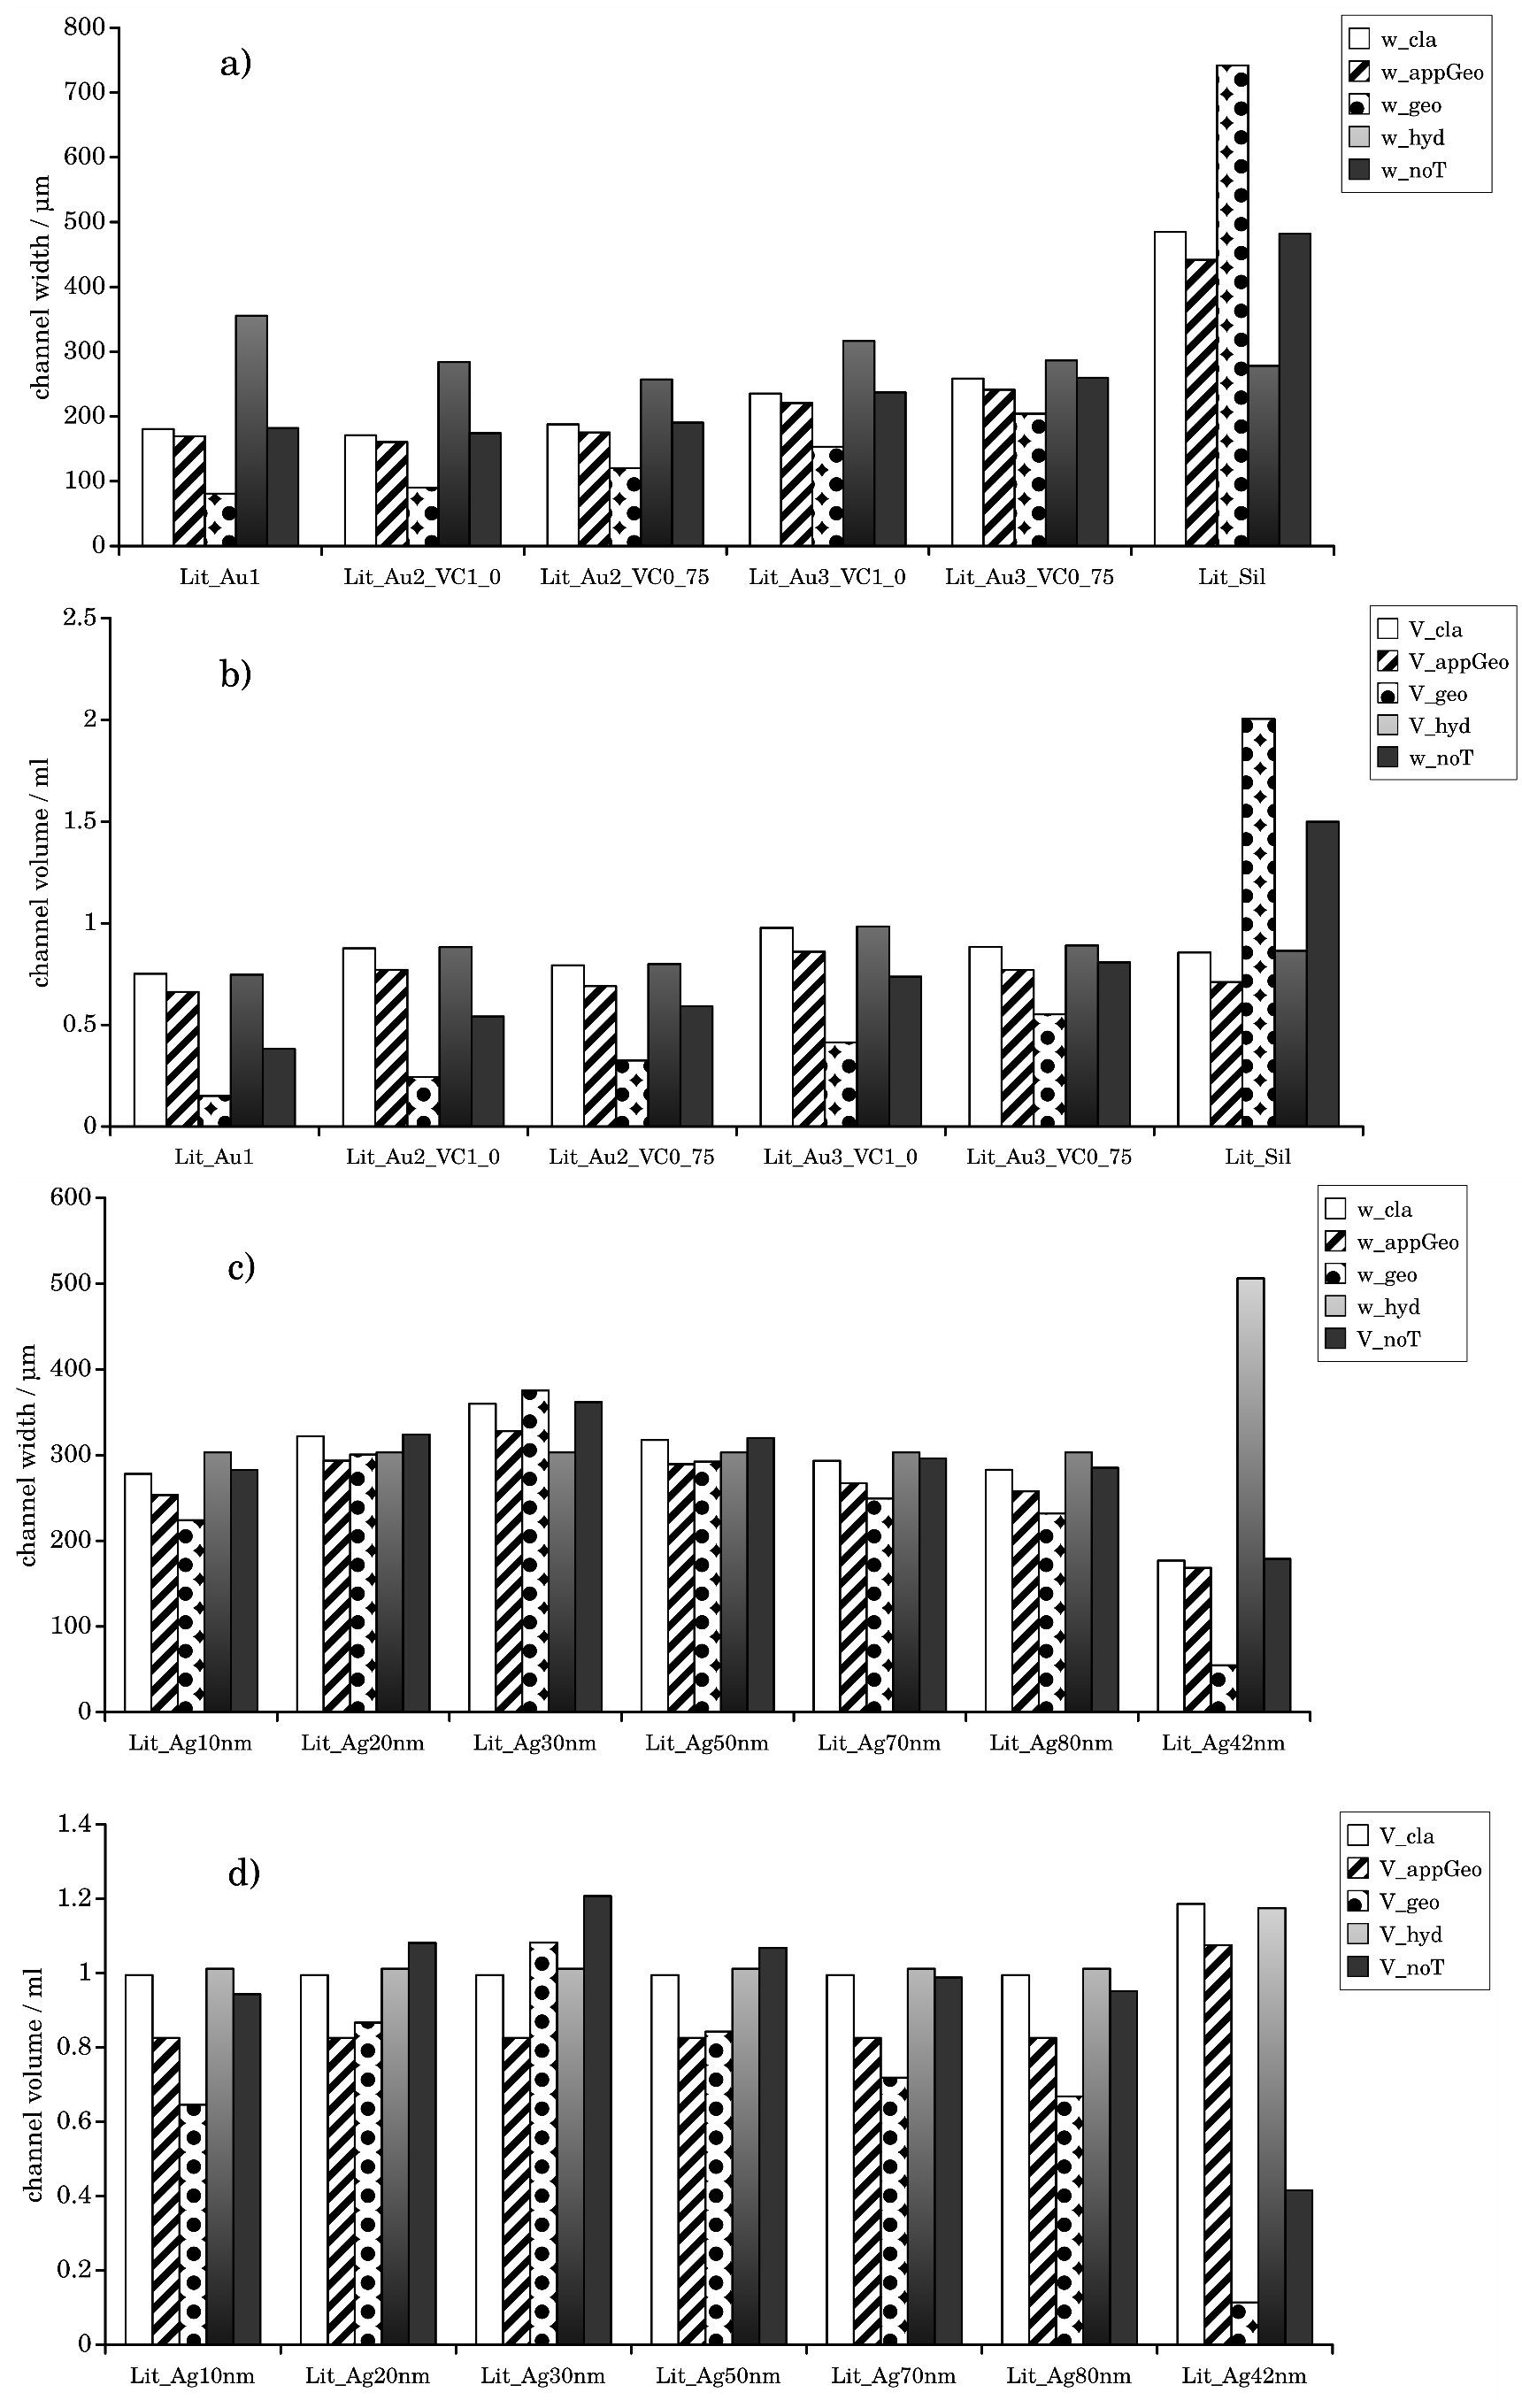 a)
channel width / µm
800
700
600
500
400
300
200
100
0
Lit_Au1 Lit_Au2_VC1_0 Lit_Au2_VC0_75 Lit_Au3_VC1_0 Lit_Au3_VC0_75 Lit_Sil
w_cla
w_appGeo
w_geo
w_hyd
w_noT
b)
channel volume / ml
2.5
2
1.5
1
0.5
0
Lit_Au1 Lit_Au2_VC1_0 Lit_Au2_VC0_75 Lit_Au3_VC1_0 Lit_Au3_VC0_75 Lit_Sil
V_cla
V_appGeo
V_geo
V_hyd
w_noT
c)
channel width / µm
600
500
400
300
200
100
0
Lit_Ag10nm Lit_Ag20nm Lit_Ag30nm Lit_Ag50nm Lit_Ag70nm Lit_Ag80nm Lit_Ag42nm
w_cla
w_appGeo
w_geo
w_hyd
V_noT
d)
channel volume / ml
1.4
1.2
1
0.8
0.6
0.4
0.2
0
Lit_Ag10nm Lit_Ag20nm Lit_Ag30nm Lit_Ag50nm Lit_Ag70nm Lit_Ag80nm Lit_Ag42nm
V_cla
V_appGeo
V_geo
V_hyd
V_noT